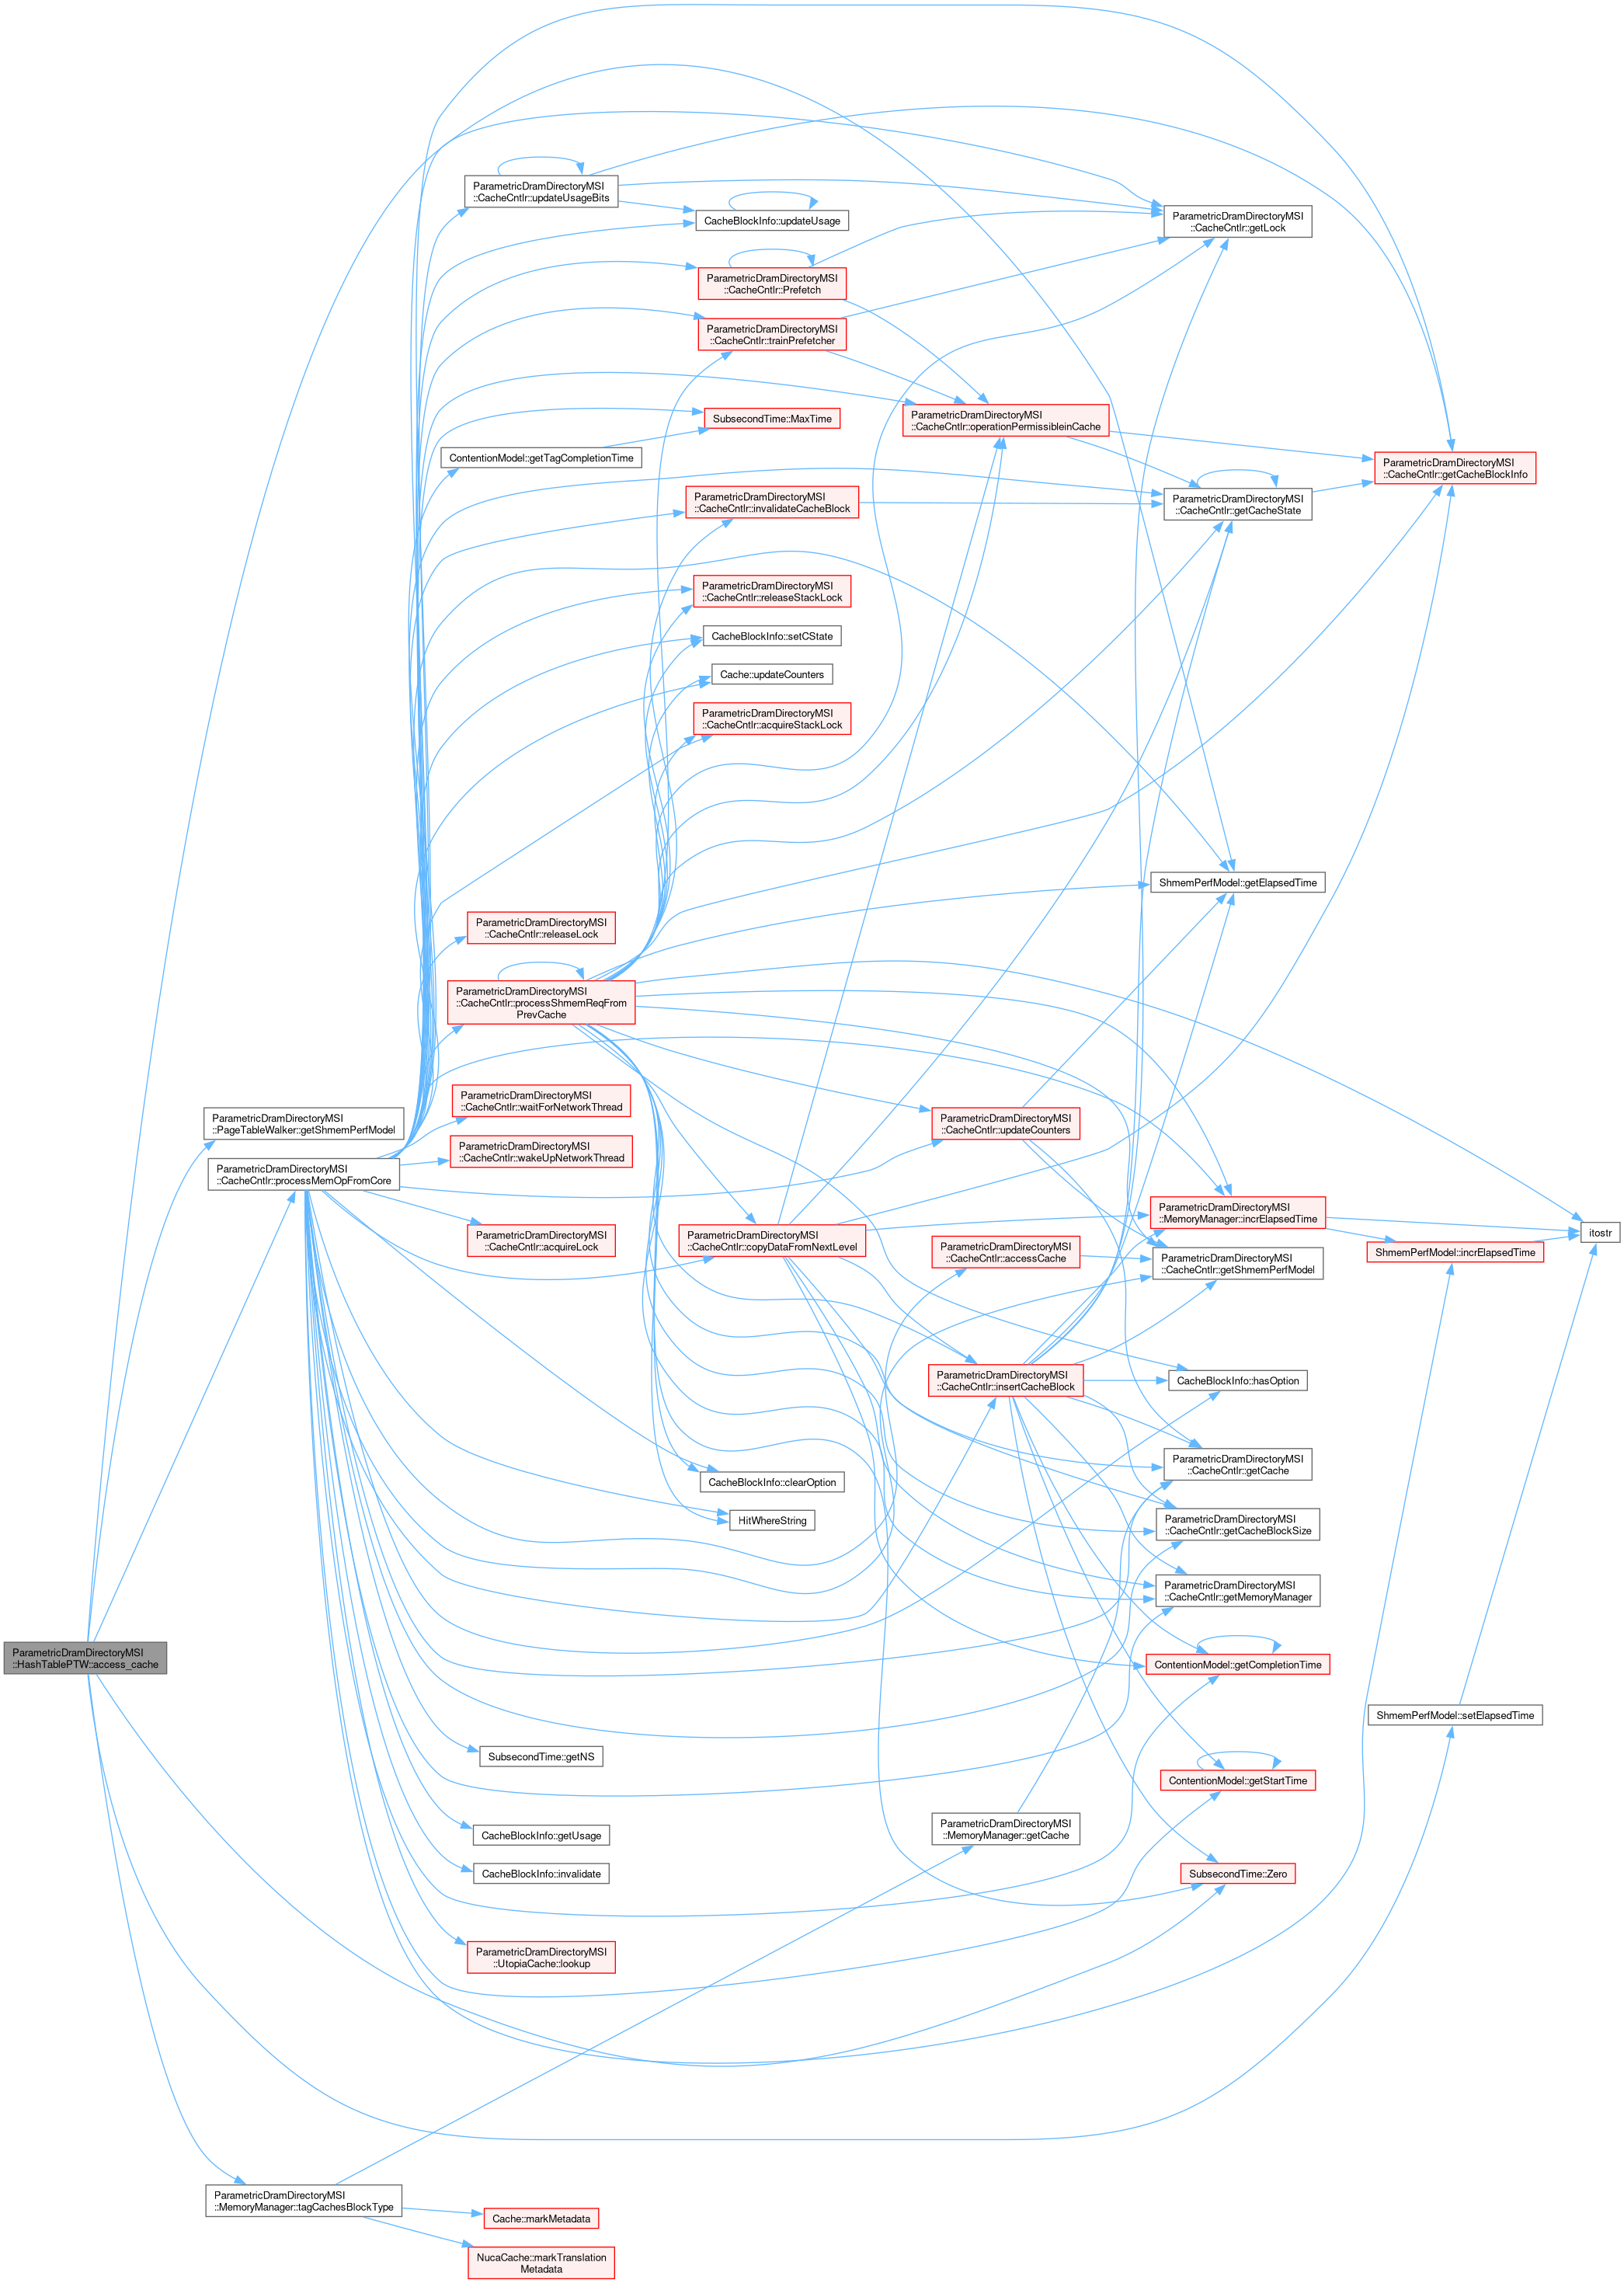 ParametricDramDirectoryMSI
::CacheCntlr::updateUsageBits
CacheBlockInfo::updateUsage
ParametricDramDirectoryMSI
::CacheCntlr::getLock
ParametricDramDirectoryMSI
::CacheCntlr::Prefetch
ParametricDramDirectoryMSI
::CacheCntlr::trainPrefetcher
SubsecondTime::MaxTime
ParametricDramDirectoryMSI
::CacheCntlr::operationPermissibleinCache
ContentionModel::getTagCompletionTime
ParametricDramDirectoryMSI
::CacheCntlr::getCacheBlockInfo
ParametricDramDirectoryMSI
::CacheCntlr::invalidateCacheBlock
ParametricDramDirectoryMSI
::CacheCntlr::getCacheState
ParametricDramDirectoryMSI
::CacheCntlr::releaseStackLock
CacheBlockInfo::setCState
Cache::updateCounters
ParametricDramDirectoryMSI
::CacheCntlr::acquireStackLock
ShmemPerfModel::getElapsedTime
ParametricDramDirectoryMSI
::CacheCntlr::releaseLock
ParametricDramDirectoryMSI
::CacheCntlr::processShmemReqFrom
PrevCache
ParametricDramDirectoryMSI
::CacheCntlr::waitForNetworkThread
ParametricDramDirectoryMSI
::PageTableWalker::getShmemPerfModel
ParametricDramDirectoryMSI
::CacheCntlr::updateCounters
ParametricDramDirectoryMSI
::CacheCntlr::wakeUpNetworkThread
ParametricDramDirectoryMSI
::CacheCntlr::processMemOpFromCore
ParametricDramDirectoryMSI
::MemoryManager::incrElapsedTime
itostr
ParametricDramDirectoryMSI
::CacheCntlr::acquireLock
ParametricDramDirectoryMSI
::CacheCntlr::copyDataFromNextLevel
ParametricDramDirectoryMSI
::CacheCntlr::accessCache
ShmemPerfModel::incrElapsedTime
ParametricDramDirectoryMSI
::CacheCntlr::getShmemPerfModel
ParametricDramDirectoryMSI
::CacheCntlr::insertCacheBlock
CacheBlockInfo::hasOption
ParametricDramDirectoryMSI
::CacheCntlr::getCache
CacheBlockInfo::clearOption
HitWhereString
ParametricDramDirectoryMSI
::CacheCntlr::getCacheBlockSize
ParametricDramDirectoryMSI
::CacheCntlr::getMemoryManager
ParametricDramDirectoryMSI
::HashTablePTW::access_cache
ContentionModel::getCompletionTime
ShmemPerfModel::setElapsedTime
SubsecondTime::getNS
ContentionModel::getStartTime
CacheBlockInfo::getUsage
ParametricDramDirectoryMSI
::MemoryManager::getCache
CacheBlockInfo::invalidate
SubsecondTime::Zero
ParametricDramDirectoryMSI
::UtopiaCache::lookup
ParametricDramDirectoryMSI
::MemoryManager::tagCachesBlockType
Cache::markMetadata
NucaCache::markTranslation
Metadata